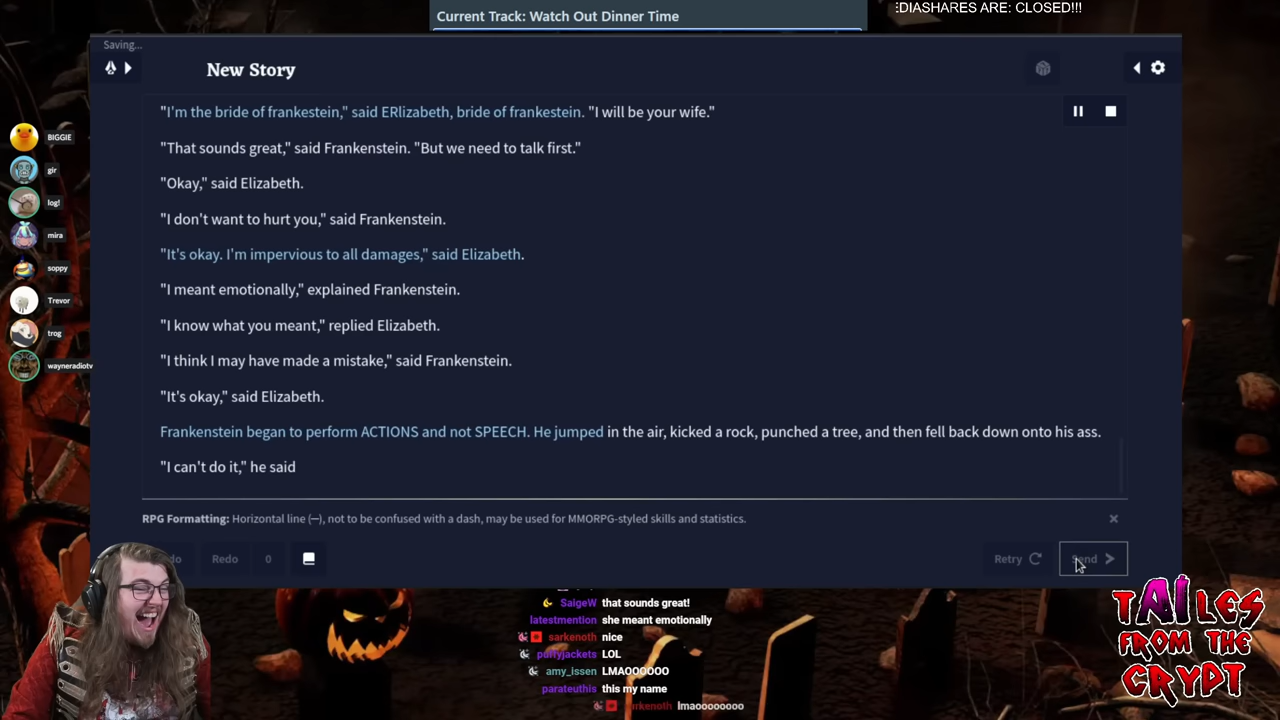 Current Track: Watch Out Dinner Time
:DIASHARES ARE: CLOSED!!!
Saving...
New Story
"I'm the bride of frankestein," said ERlizabeth, bride of frankestein. "I will be your wife."
"That sounds great," said Frankenstein. "But we need to talk first."
"Okay," said Elizabeth.
"I don't want to hurt you," said Frankenstein.
"It's okay. I'm impervious to all damages," said Elizabeth.
"I meant emotionally," explained Frankenstein.
"I know what you meant," replied Elizabeth.
"I think I may have made a mistake," said Frankenstein.
"It's okay," said Elizabeth.
Frankenstein began to perform ACTIONS and not SPEECH. He jumped in the air, kicked a rock, punched a tree, and then fell back down onto his ass.
"I can't do it," he said
BIGGIE
gir
log!
mira
soppy
Trevor
trog
wayneradiotv
RPG Formatting: Horizontal line (—), not to be confused with a dash, may be used for MMORPG-styled skills and statistics.
do
Redo
0
Retry
Send
SaigeW that sounds great!
latestmention she meant emotionally
sarkenoth nice
puffyjackets LOL
amy_issen LMAOOOOOO
parateuthis this my name
sarkenoth lmaoooooooo
TAILES
FROM THE
CRYPT